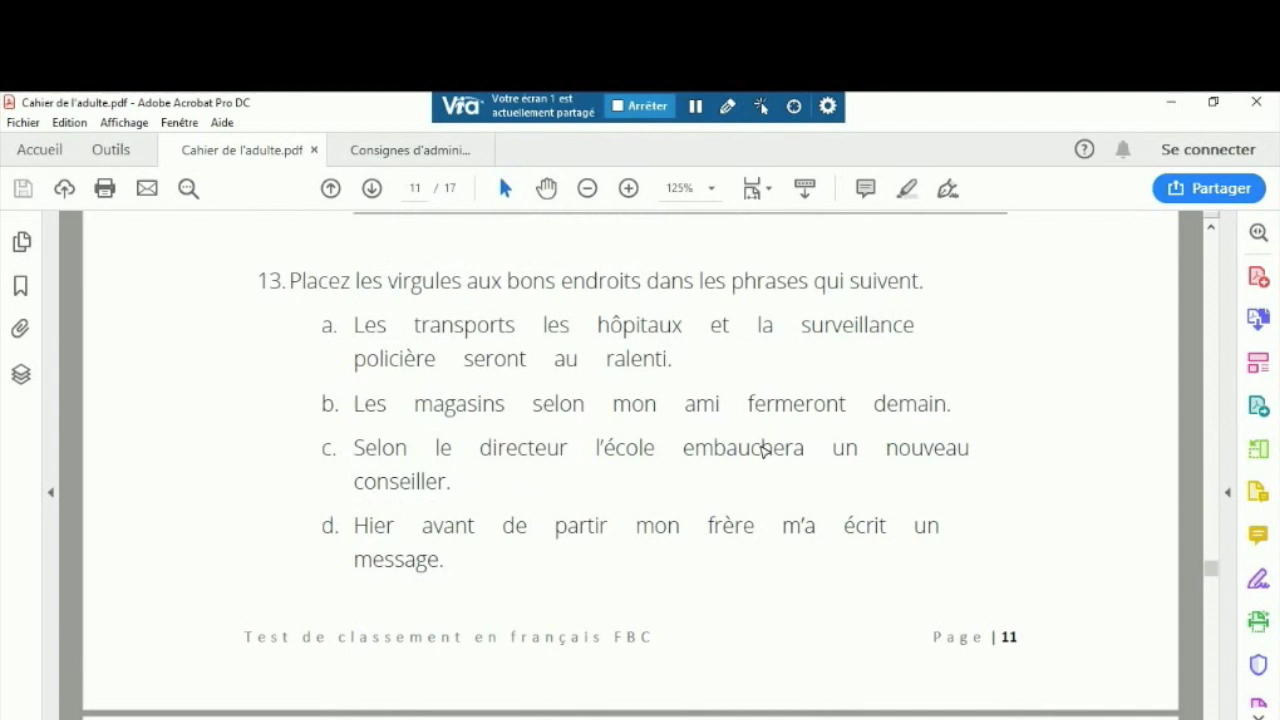 Cahier de l'adulte.pdf - Adobe Acrobat Pro DC
Vía Votre écran 1 est actuellement partagé Arrêter
Fichier Edition Affichage Fenêtre Aide
Accueil Outils Cahier de l'adulte.pdf × Consignes d'admini... Se connecter
11 / 17 125% Partager
13. Placez les virgules aux bons endroits dans les phrases qui suivent.
a. Les transports les hôpitaux et la surveillance
policière seront au ralenti.
b. Les magasins selon mon ami fermeront demain.
c. Selon le directeur l'école embauchera un nouveau
conseiller.
d. Hier avant de partir mon frère m'a écrit un
message.
Test de classement en français FBC Page | 11